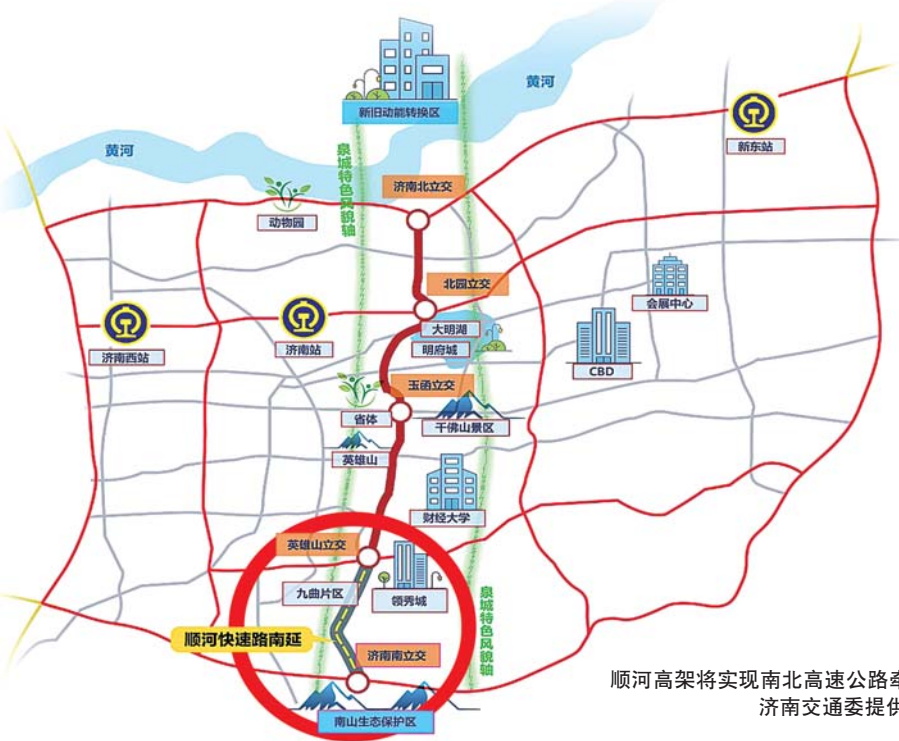 黄河
新旧动能转换区
新东站
黄河
泉城特色风貌轴
济南北立交
动物园
北园立交
会展中心
大明湖
济南西站
济南站
明府城
CBD
玉函立交
省体
千佛山景区
英雄山
财经大学
英雄山立交
九曲片区
领秀城
泉城特色风貌轴
顺河快速路南延
济南南立交
南山生态保护区
顺河高架将实现南北高速公路牵
济南交通委提供